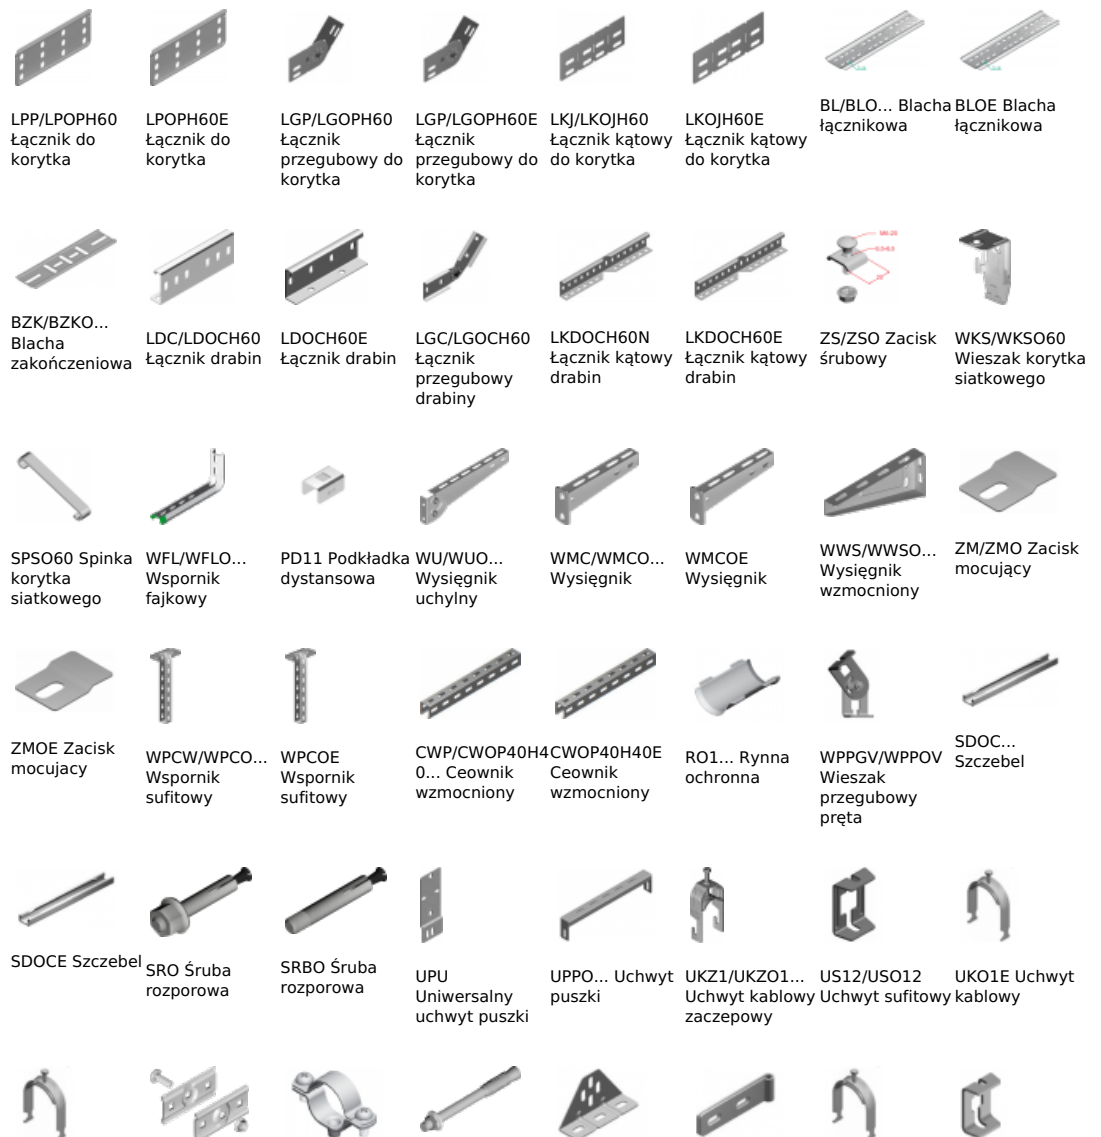 LPP/LPOPH60
Łącznik do
korytka
LPOPH60E
Łącznik do
korytka
LGP/LGOPH60
Łącznik
przegubowy do
korytka
LGP/LGOPH60E
Łącznik
przegubowy do
korytka
LKJ/LKOJH60
Łącznik kątowy
do korytka
LKOJH60E
Łącznik kątowy
do korytka
BL/BLO... Blacha
łącznikowa
BLOE Blacha
łącznikowa
BZK/BZKO...
Blacha
zakończeniowa
LDC/LDOCH60
Łącznik drabin
LDOCH60E
Łącznik drabin
LGC/LGOCH60
Łącznik
przegubowy
drabiny
LKDOCH60N
Łącznik kątowy
drabin
LKDOCH60E
Łącznik kątowy
drabin
ZS/ZSO Zacisk
śrubowy
WKS/WKSO60
Wieszak korytka
siatkowego
SPSO60 Spinka
korytka
siatkowego
WFL/WFLO...
Wspornik
fajkowy
PD11 Podkładka
dystansowa
WU/WUO...
Wysięgnik
uchylny
WMC/WMCO...
Wysięgnik
WMCOE
Wysięgnik
WWS/WWSO...
Wysięgnik
wzmocniony
ZM/ZMO Zacisk
mocujący
ZMOE Zacisk
mocujacy
WPCW/WPCO...
Wspornik
sufitowy
WPCOE
Wspornik
sufitowy
CWP/CWOP40H4
0... Ceownik
wzmocniony
CWOP40H40E
Ceownik
wzmocniony
RO1... Rynna
ochronna
WPPGV/WPPOV
Wieszak
przegubowy
pręta
SDOC...
Szczebel
SDOCE Szczebel
SRO Śruba
rozporowa
SRBO Śruba
rozporowa
UPU
Uniwersalny
uchwyt puszki
UPPO... Uchwyt
puszki
UKZ1/UKZO1...
Uchwyt kablowy
zaczepowy
US12/USO12
Uchwyt sufitowy
UKO1E Uchwyt
kablowy